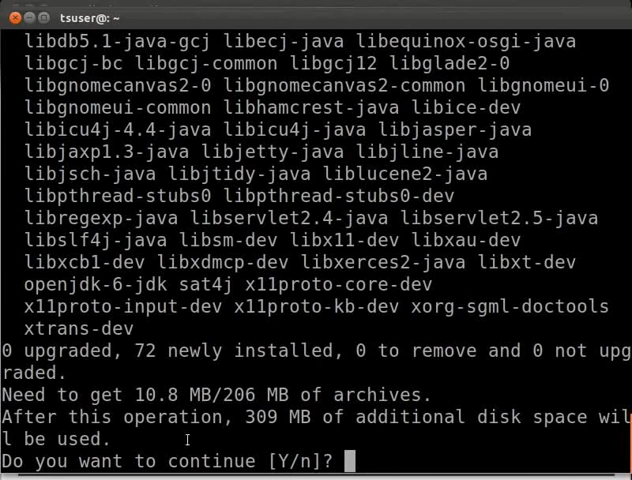 tsuser@: ~
libdb5.1-java-gcj libecj-java libequinox-osgi-java
libgcj-bc libgcj-common libgcj12 libglade2-0
libgnomecanvas2-0 libgnomecanvas2-common libgnomeui-0
libgnomeui-common libhamcrest-java libice-dev
libicu4j-4.4-java libicu4j-java libjasper-java
libjaxp1.3-java libjetty-java libjline-java
libjsch-java libjtidy-java liblucene2-java
libpthread-stubs0 libpthread-stubs0-dev
libregexp-java libservlet2.4-java libservlet2.5-java
libslf4j-java libsm-dev libx11-dev libxau-dev
libxcb1-dev libxdmcp-dev libxerces2-java libxt-dev
openjdk-6-jdk sat4j x11proto-core-dev
x11proto-input-dev x11proto-kb-dev xorg-sgml-doctools
xtrans-dev
0 upgraded, 72 newly installed, 0 to remove and 0 not upg
raded.
Need to get 10.8 MB/206 MB of archives.
After this operation, 309 MB of additional disk space wil
l be used.
Do you want to continue [Y/n]?